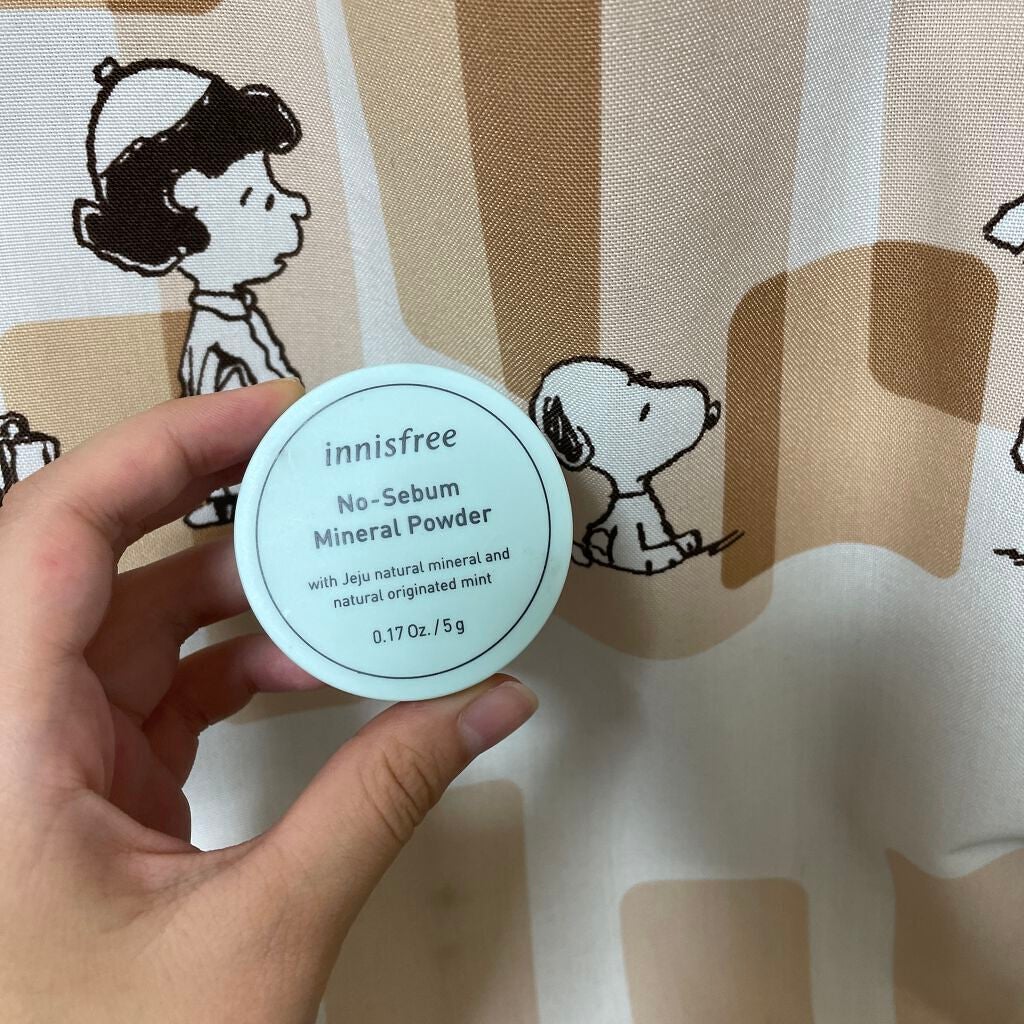 innisfree
No-Sebum
Mineral Powder
with Jeju natural mineral and
natural originated mint
0.17 Oz. / 5 g